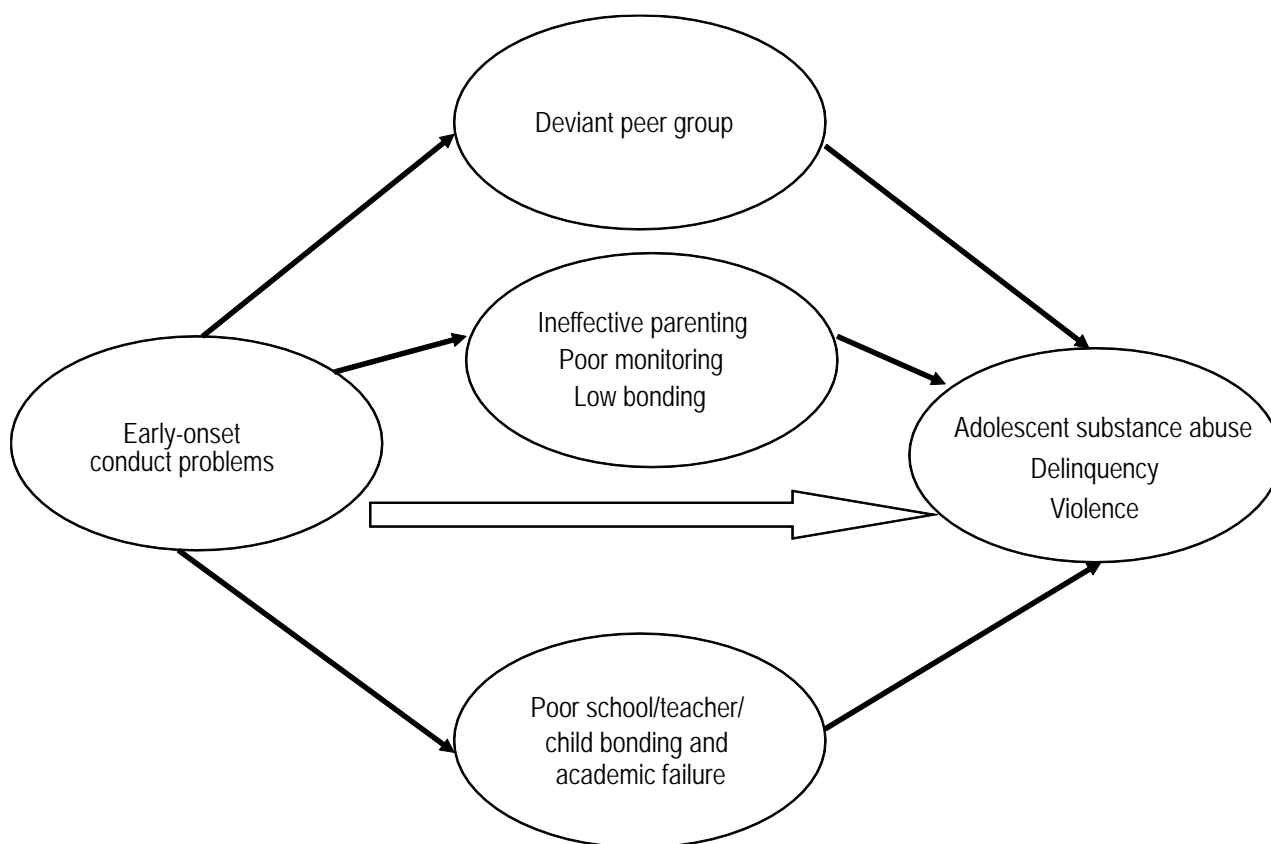 Deviant peer group
Ineffective parenting
Poor monitoring
Low bonding
Early-onset
conduct problems
Adolescent substance abuse
Delinquency
Violence
Poor school/teacher/
child bonding and
academic failure